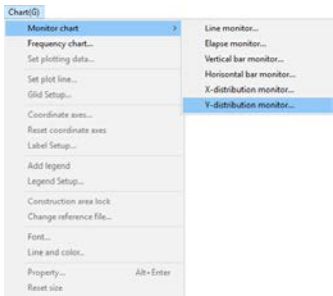 Chart(G)
Monitor chart
Frequency chart...
Set plotting data...
Set plot line...
Glid Setup...
Coordinate axes...
Reset coordinate axes
Label Setup...
Add legend
Legend Setup...
Construction area lock
Change reference file...
Font...
Line and color...
Property... Alt+Enter
Reset size
Line monitor...
Elapse monitor...
Vertical bar monitor...
Horisontal bar monitor...
X-distribution monitor...
Y-distribution monitor...